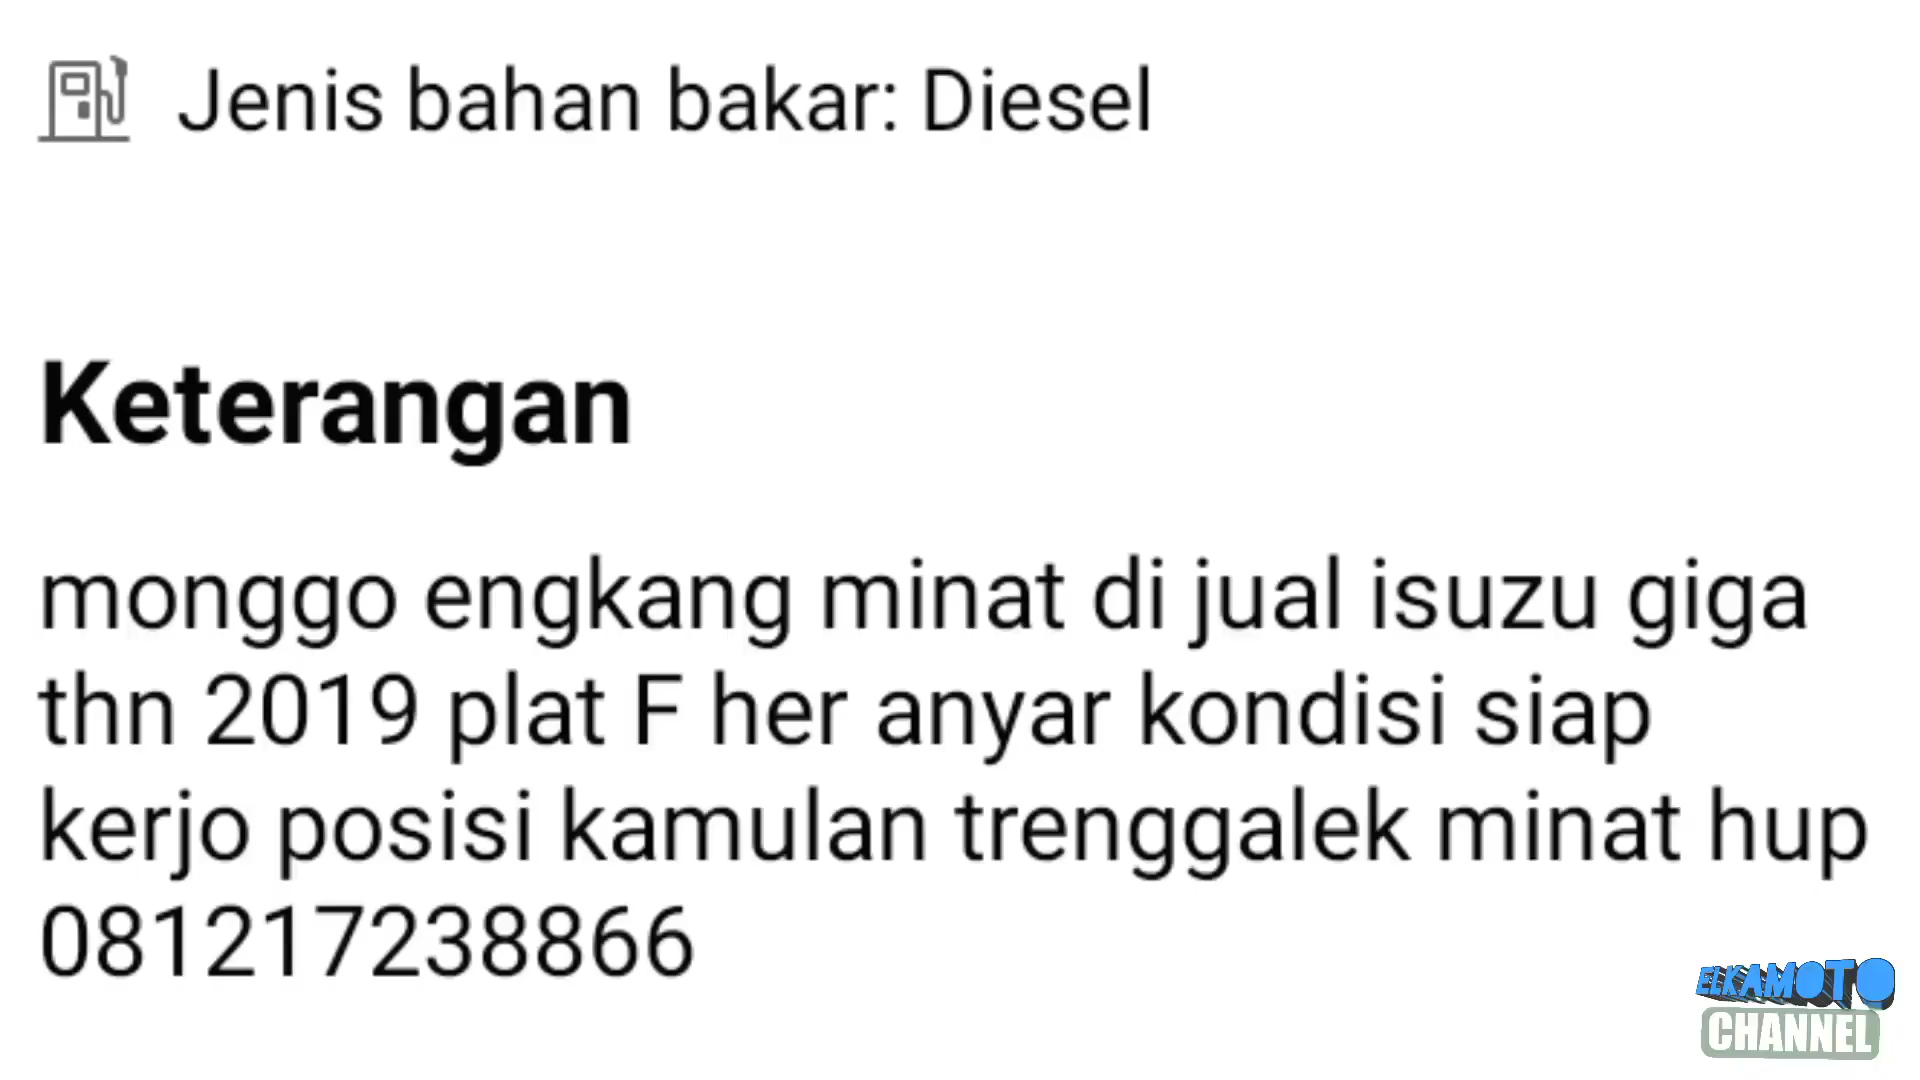 Jenis bahan bakar: Diesel
Keterangan
monggo engkang minat di jual isuzu giga
thn 2019 plat F her anyar kondisi siap
kerjo posisi kamulan trenggalek minat hup
081217238866
ELKAMOTO
CHANNEL